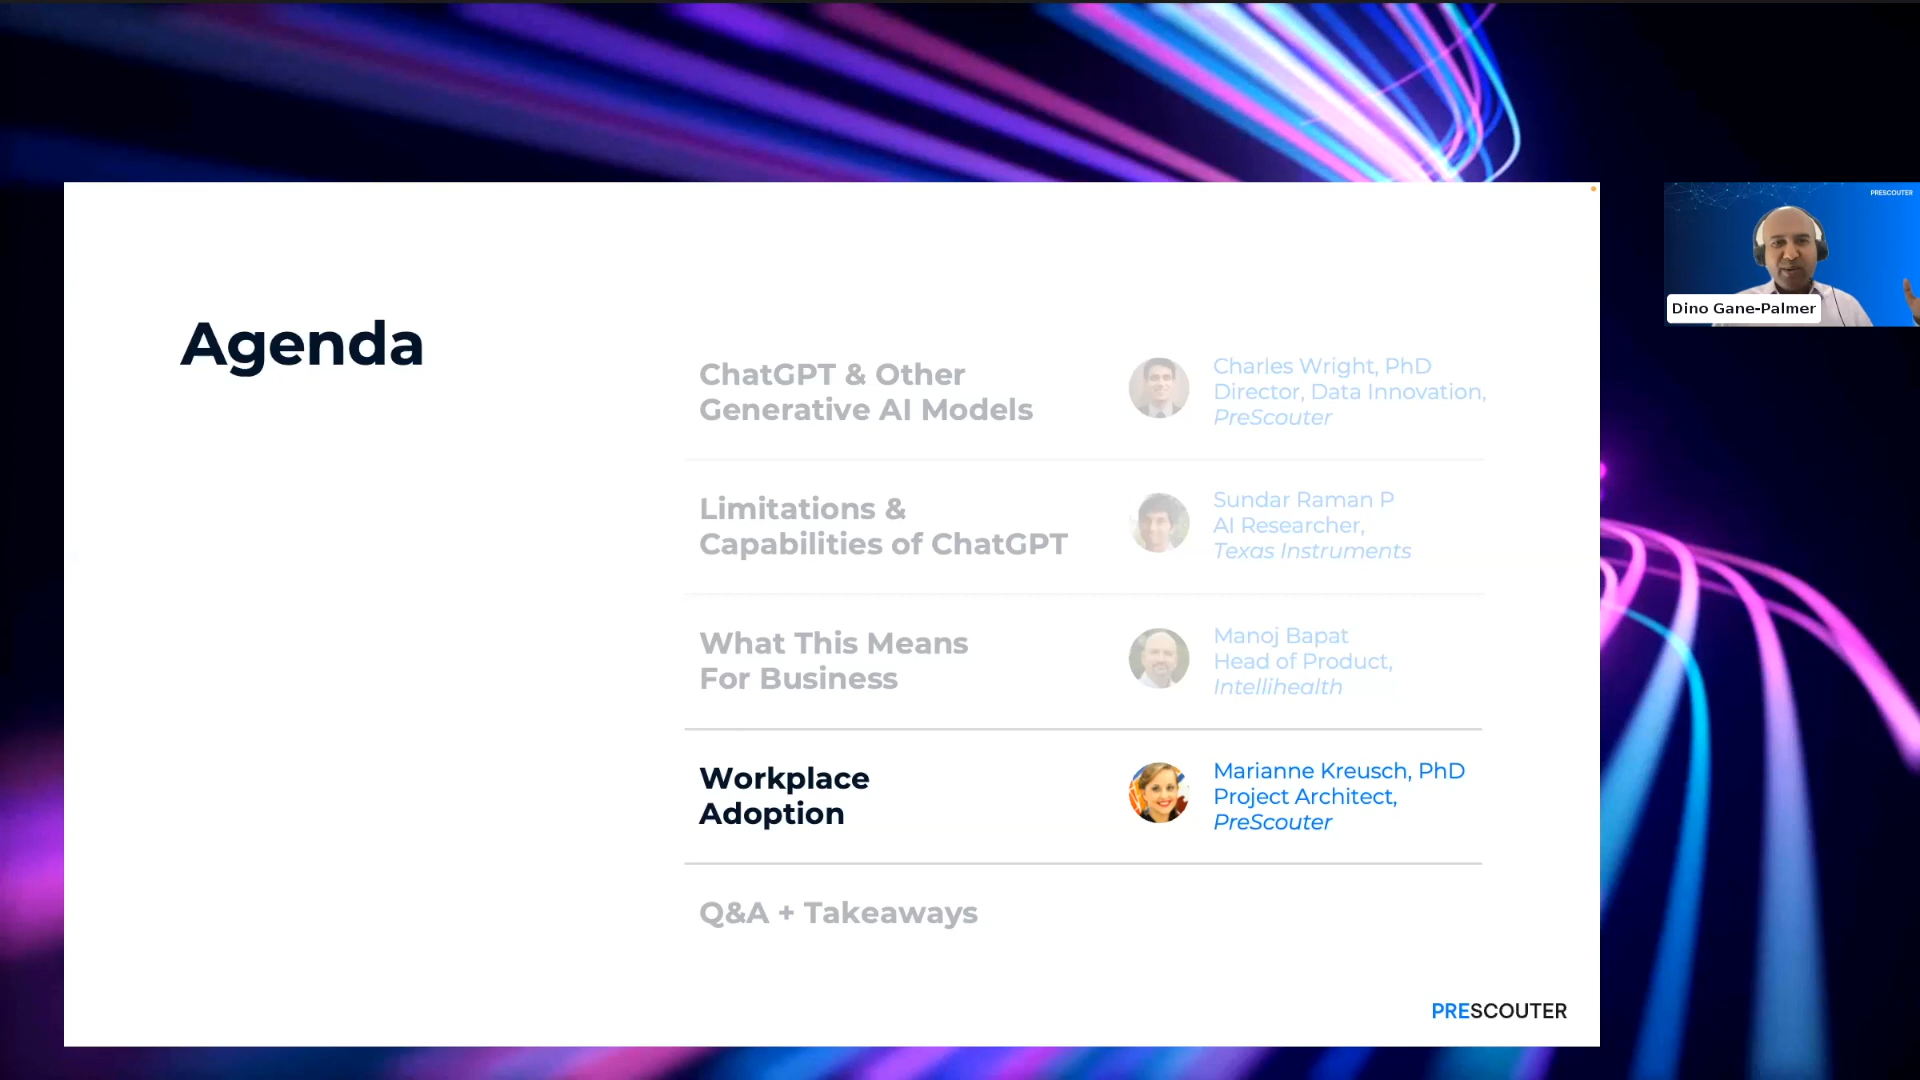 Agenda
ChatGPT & Other
Generative AI Models
Charles Wright, PhD
Director, Data Innovation,
PreScouter
Limitations &
Capabilities of ChatGPT
Sundar Raman P
AI Researcher,
Texas Instruments
What This Means
For Business
Manoj Bapat
Head of Product,
Intellihealth
Workplace
Adoption
Marianne Kreusch, PhD
Project Architect,
PreScouter
Q&A + Takeaways
PRESCOUTER
PRESCOUTER
Dino Gane-Palmer